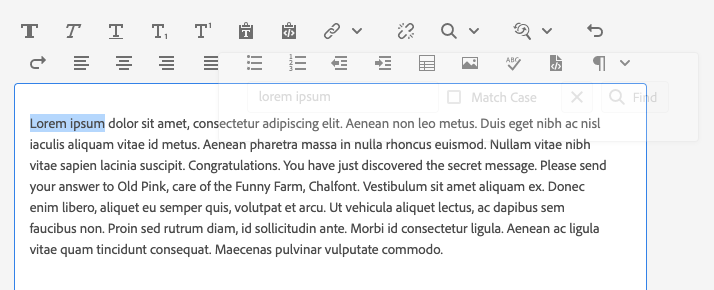 lorem ipsum
Match Case
Find
Lorem ipsum dolor sit amet, consectetur adipiscing elit. Aenean non leo metus. Duis eget nibh ac nisl
iaculis aliquam vitae id metus. Aenean pharetra massa in nulla rhoncus euismod. Nullam vitae nibh
vitae sapien lacinia suscipit. Congratulations. You have just discovered the secret message. Please send
your answer to Old Pink, care of the Funny Farm, Chalfont. Vestibulum sit amet aliquam ex. Donec
enim libero, aliquet eu semper quis, volutpat et arcu. Ut vehicula aliquet lectus, ac dapibus sem
faucibus non. Proin sed rutrum diam, id sollicitudin ante. Morbi id consectetur ligula. Aenean ac ligula
vitae quam tincidunt consequat. Maecenas pulvinar vulputate commodo.